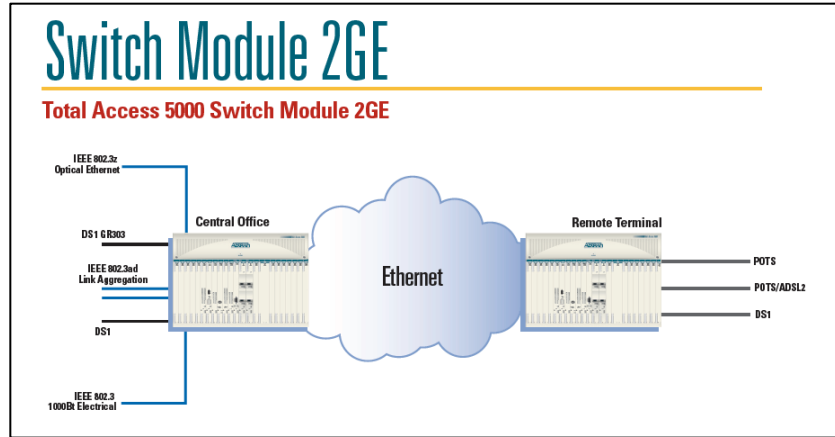 Switch Module 2GE
Total Access 5000 Switch Module 2GE
IEEE 802.3z
Optical Ethernet
Central Office
Remote Terminal
DS1 GR303
IEEE 802.3ad
Link Aggregation
DS1
IEEE 802.3
1000Bt Electrical
Ethernet
POTS
POTS/ADSL2
DS1